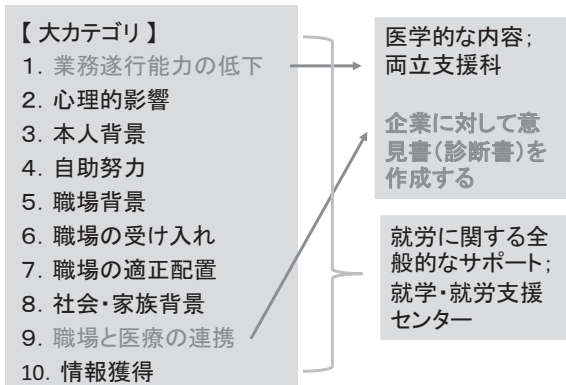 【 大カテゴリ 】
1. 業務遂行能力の低下
2. 心理的影響
3. 本人背景
4. 自助努力
5. 職場背景
6. 職場の受け入れ
7. 職場の適正配置
8. 社会・家族背景
9. 職場と医療の連携
10. 情報獲得
医学的な内容;
両立支援科
企業に対して意
見書(診断書)を
作成する
就労に関する全
般的なサポート;
就学・就労支援
センター